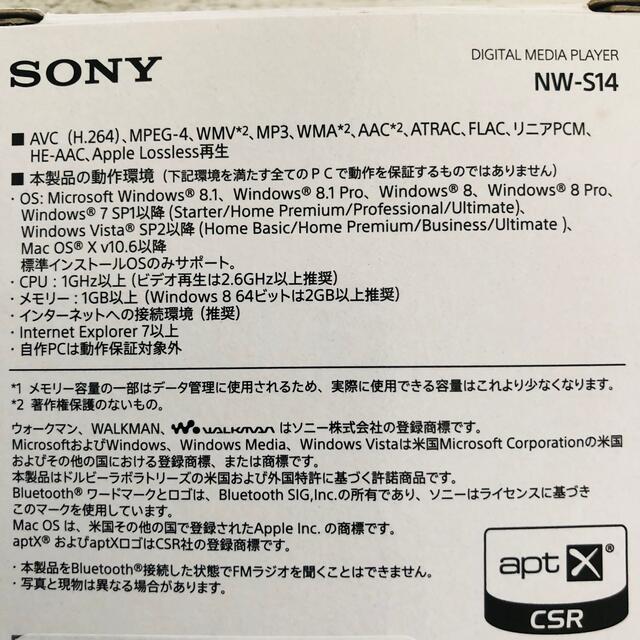 SONY
DIGITAL MEDIA PLAYER
NW-S14
■ AVC (H.264)、MPEG-4、WMV*2、MP3、WMA*2、AAC*2、ATRAC、FLAC、リニアPCM、
HE-AAC、Apple Lossless再生
■ 本製品の動作環境（下記環境を満たす全てのPCで動作を保証するものではありません）
・OS: Microsoft Windows® 8.1、Windows® 8.1 Pro、Windows® 8、Windows® 8 Pro、
Windows® 7 SP1以降 (Starter/Home Premium/Professional/Ultimate)、
Windows Vista® SP2以降 (Home Basic/Home Premium/Business/Ultimate )、
Mac OS® X v10.6以降
標準インストールOSのみサポート。
・CPU : 1GHz以上 (ビデオ再生は2.6GHz以上推奨)
・メモリー : 1GB以上 (Windows 8 64ビットは2GB以上推奨)
・インターネットへの接続環境（推奨）
・Internet Explorer 7以上
・自作PCは動作保証対象外
*1 メモリー容量の一部はデータ管理に使用されるため、実際に使用できる容量はこれより少なくなります。
*2 著作権保護のないもの。
ウォークマン、WALKMAN、WALKMAN はソニー株式会社の登録商標です。
MicrosoftおよびWindows、Windows Media、Windows Vistaは米国Microsoft Corporationの米国
およびその他の国における登録商標、または商標です。
本製品はドルビーラボラトリーズの米国および外国特許に基づく許諾商品です。
Bluetooth® ワードマークとロゴは、Bluetooth SIG,Inc.の所有であり、ソニーはライセンスに基づき
このマークを使用しています。
Mac OS は、米国その他の国で登録されたApple Inc. の商標です。
aptX® およびaptXロゴはCSR社の登録商標です。
・本製品をBluetooth®接続した状態でFMラジオを聞くことはできません。
・写真と現物は異なる場合があります。
aptX®
CSR